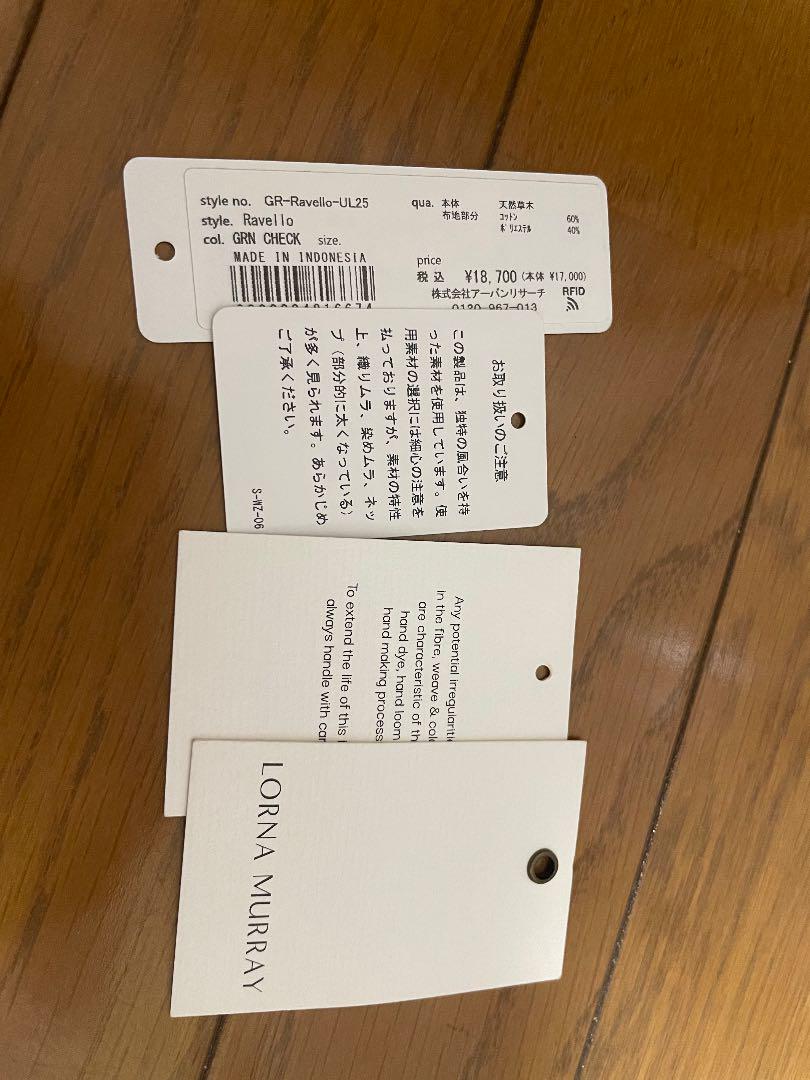 style no. GR-Ravello-UL25
style. Ravello
col. GRN CHECK size.
MADE IN INDONESIA
qua. 本体 天然草木
布地部分 コットン 60%
ポリエステル 40%
price
税込 ¥18,700 (本体 ¥17,000)
株式会社アーバンリサーチ
0120-967-013
RFID
お取り扱いのご注意
この製品は、独特の風合いを持
った素材を使用しています。使
用素材の選択には細心の注意を
払っておりますが、素材の特性
上、織りムラ、染めムラ、ネッ
プ（部分的に太くなっている）
が多く見られます。あらかじめ
ご了承ください。
S-WZ-06
Any potential irregulariti
in the fibre, weave &
are characteristic of
hand dye, hand loom
hand making process
To extend the life of this
always handle with
LORNA MURRAY